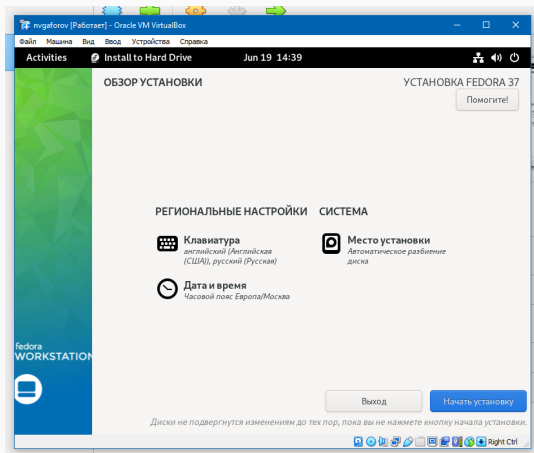 nvgaforov [Работает] - Oracle VM VirtualBox
Файл Машина Вид Ввод Устройства Справка
Activities Install to Hard Drive Jun 19 14:39
ОБЗОР УСТАНОВКИ
УСТАНОВКА FEDORA 37
Помогите!
РЕГИОНАЛЬНЫЕ НАСТРОЙКИ
Клавиатура
английский (Английская
(США)), русский (Русская)
Дата и время
Часовой пояс Европа/Москва
СИСТЕМА
Место установки
Автоматическое разбиение
диска
fedora
WORKSTATION
Выход
Начать установку
Диски не подвергнутся изменениям до тех пор, пока вы не нажмете кнопку начала установки.
Right Ctrl